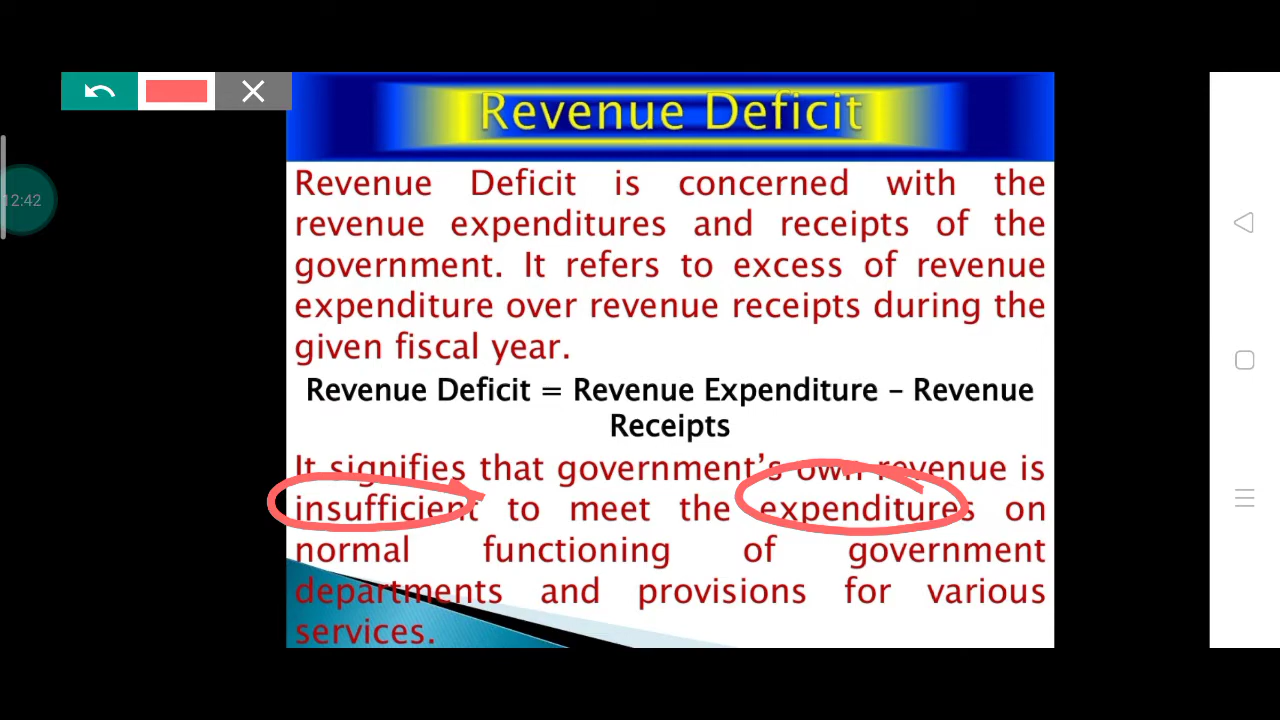 Revenue Deficit
12:42
Revenue Deficit is concerned with the
revenue expenditures and receipts of the
government. It refers to excess of revenue
expenditure over revenue receipts during the
given fiscal year.
Revenue Deficit = Revenue Expenditure – Revenue
Receipts
It signifies that government's own revenue is
insufficient to meet the expenditures on
normal functioning of government
departments and provisions for various
services.